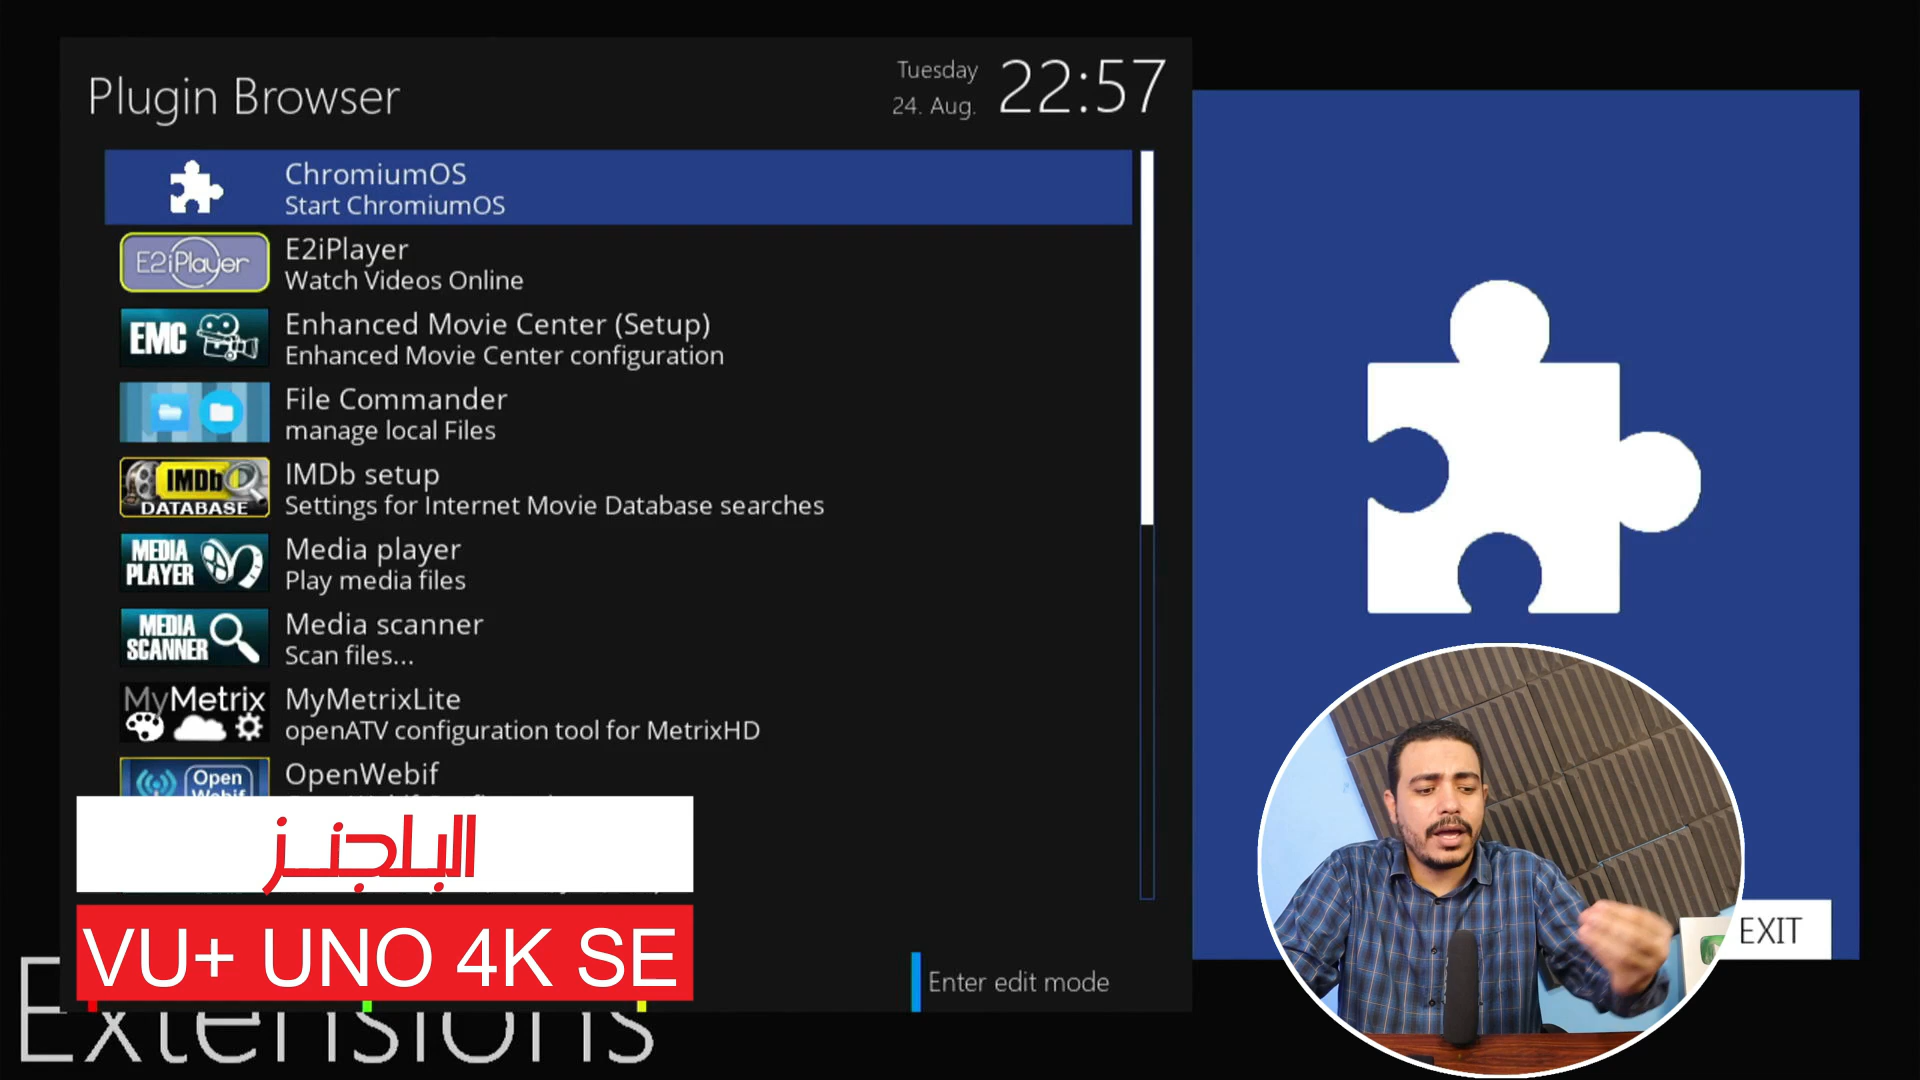 Plugin Browser
Tuesday
24. Aug.
22:57
ChromiumOS
Start ChromiumOS
E2iPlayer
E2iPlayer
Watch Videos Online
EMC
Enhanced Movie Center (Setup)
Enhanced Movie Center configuration
File Commander
manage local Files
IMDb
DATABASE
IMDb setup
Settings for Internet Movie Database searches
MEDIA
PLAYER
Media player
Play media files
MEDIA
SCANNER
Media scanner
Scan files...
MyMetrix
MyMetrixLite
openATV configuration tool for MetrixHD
Open
Webif
OpenWebif
البلجنز
VU+ UNO 4K SE
Enter edit mode
EXIT
Extensions